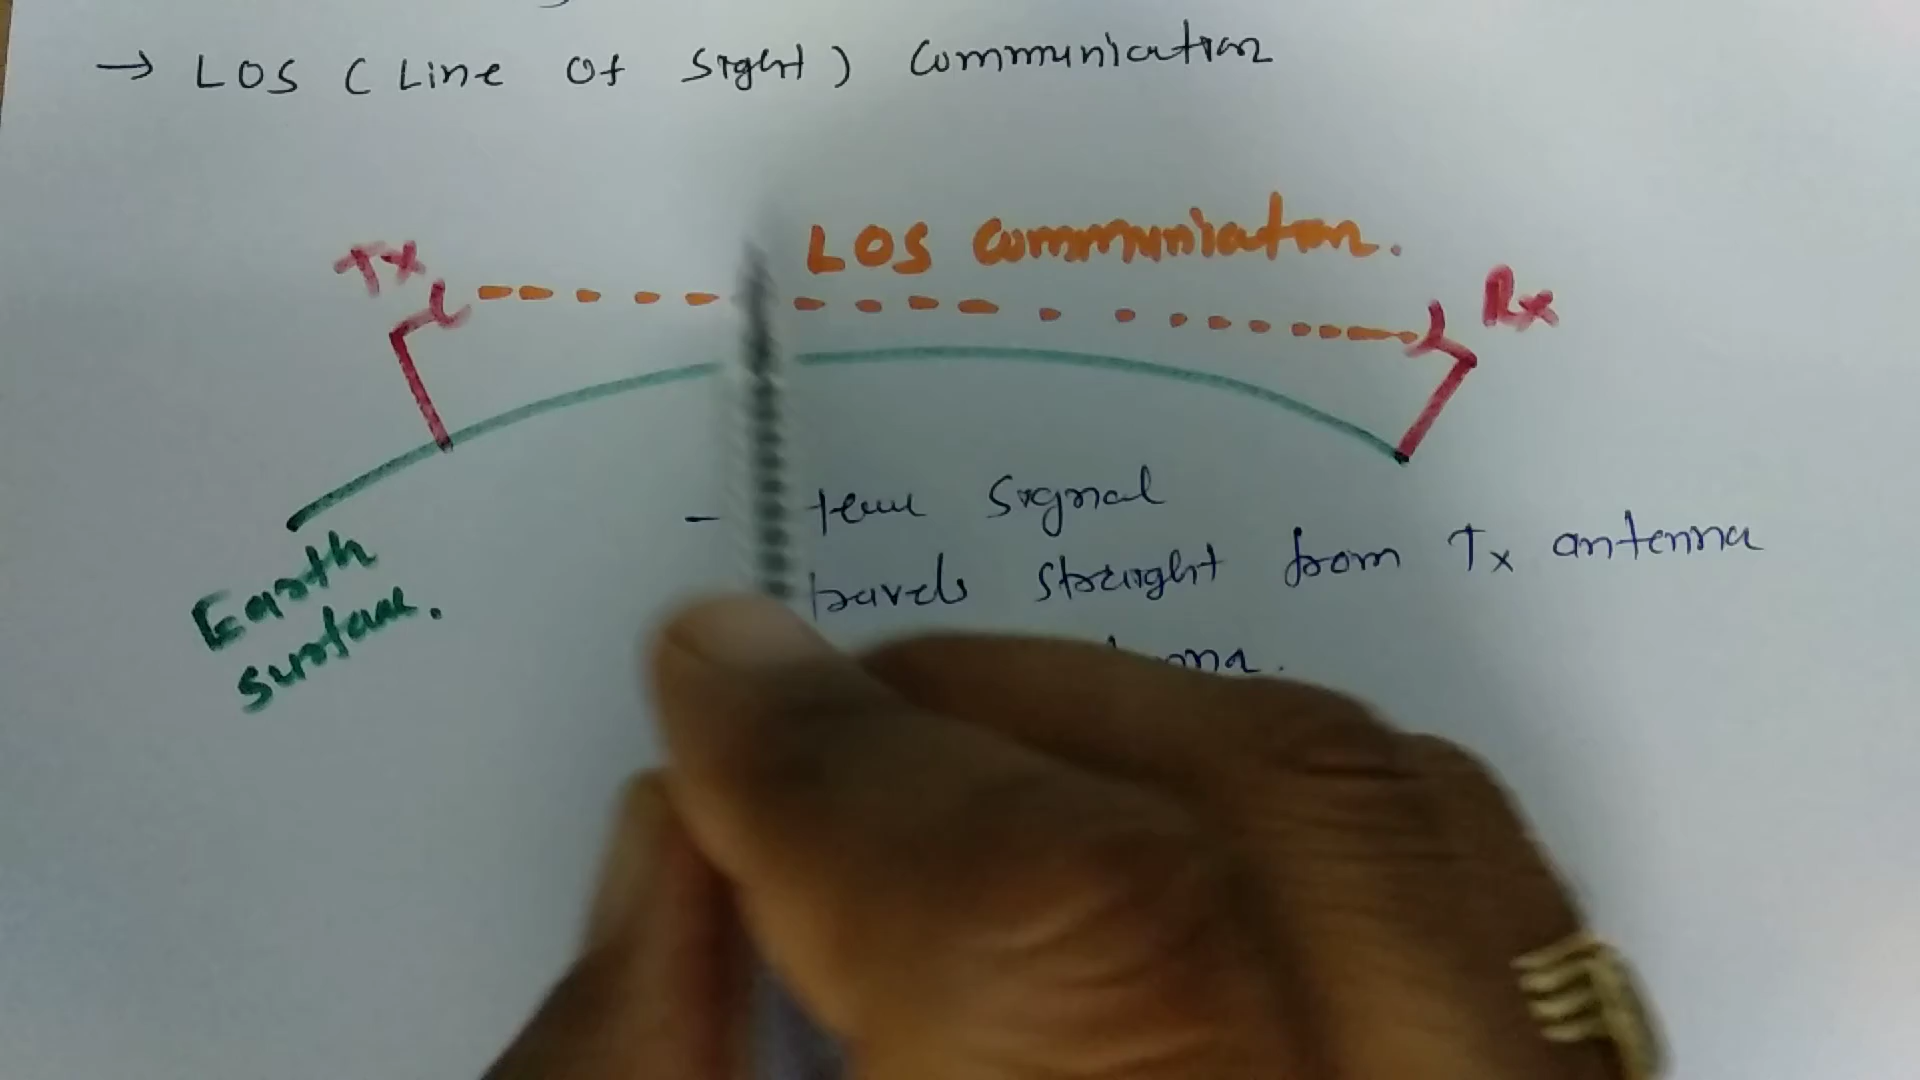 → LOS (Line Of Sight) Communication
LOS Communication.
Tx
Rx
- signal
travels straight from Tx antenna
Earth
surface.